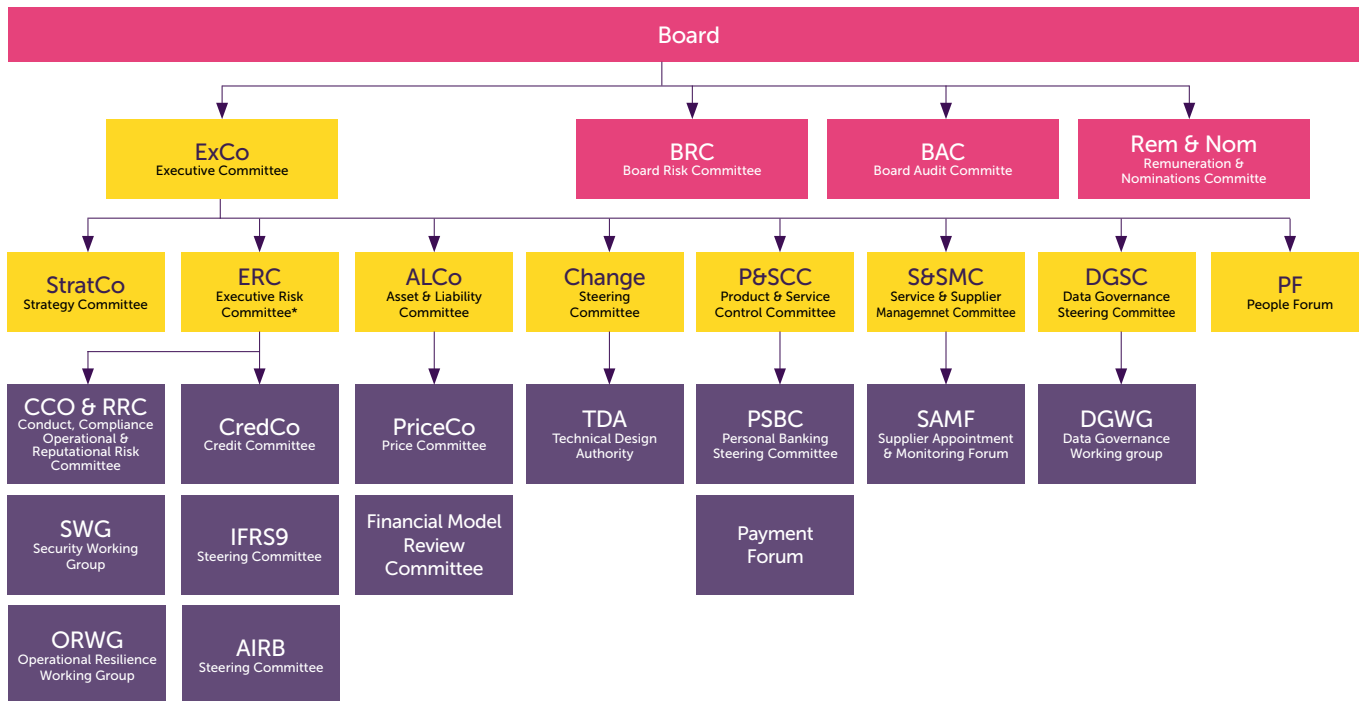 Board
ExCo
Executive Committee
BRC
Board Risk Committee
BAC
Board Audit Committe
Rem & Nom
Remuneration &
Nominations Committe
StratCo
Strategy Committee
ERC
Executive Risk
Committee*
ALCo
Asset & Liability
Committee
Change
Steering
Committee
P&SCC
Product & Service
Control Committee
S&SMC
Service & Supplier
Managemnet Committee
DGSC
Data Governance
Steering Committee
PF
People Forum
CCO & RRC
Conduct, Compliance
Operational &
Reputational Risk
Committee
CredCo
Credit Committee
PriceCo
Price Committee
TDA
Technical Design
Authority
PSBC
Personal Banking
Steering Committee
SAMF
Supplier Appointment
& Monitoring Forum
DGWG
Data Governance
Working group
SWG
Security Working
Group
IFRS9
Steering Committee
Financial Model
Review
Committee
Payment
Forum
ORWG
Operational Resilience
Working Group
AIRB
Steering Committee